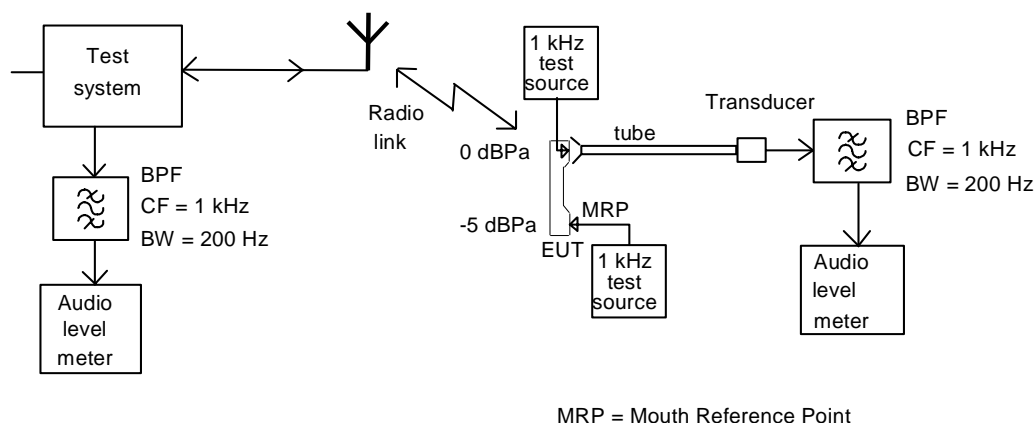 Test
system
BPF
CF = 1 kHz
BW = 200 Hz
Audio
level
meter
Radio
link
1 kHz
test
source
0 dBPa
tube
Transducer
BPF
CF = 1 kHz
BW = 200 Hz
-5 dBPa
MRP
EUT
1 kHz
test
source
Audio
level
meter
MRP = Mouth Reference Point